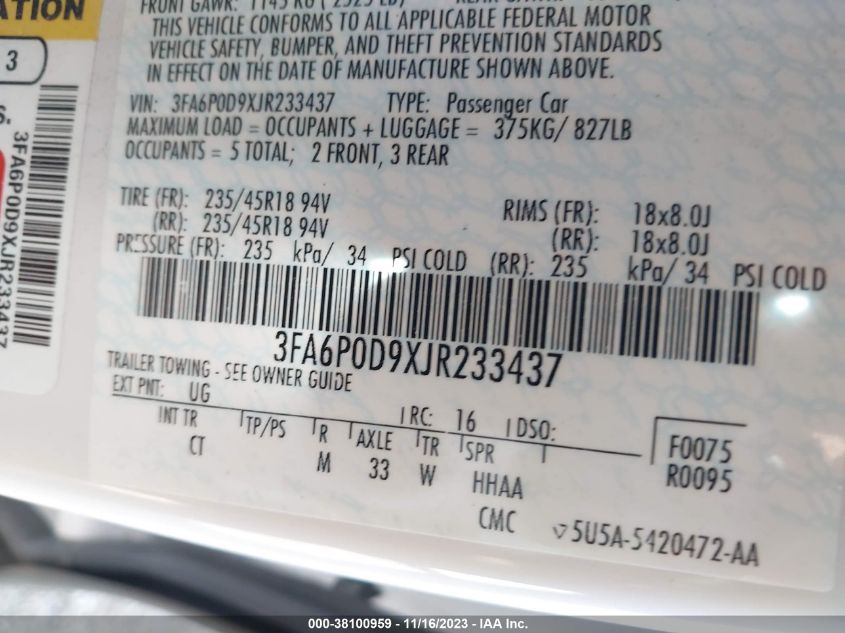 ATION
3
3FA6P0D9XJR233437
FRONT GAWR: 1145 KG ( 2525 LB)
THIS VEHICLE CONFORMS TO ALL APPLICABLE FEDERAL MOTOR
VEHICLE SAFETY, BUMPER, AND THEFT PREVENTION STANDARDS
IN EFFECT ON THE DATE OF MANUFACTURE SHOWN ABOVE.
VIN: 3FA6P0D9XJR233437 TYPE: Passenger Car
MAXIMUM LOAD = OCCUPANTS + LUGGAGE = 375KG/ 827LB
OCCUPANTS = 5 TOTAL; 2 FRONT, 3 REAR
TIRE (FR): 235/45R18 94V RIMS (FR): 18x8.0J
(RR): 235/45R18 94V (RR): 18x8.0J
PRESSURE (FR): 235 kPa/ 34 PSI COLD (RR): 235 kPa/ 34 PSI COLD
3FA6P0D9XJR233437
TRAILER TOWING - SEE OWNER GUIDE
EXT PNT: UG RC: 16 DSO:
INT TR TP/PS R AXLE TR SPR F0075
CT M 33 W HHAA R0095
CMC ▽5U5A-5420472-AA
000-38100959 - 11/16/2023 - IAA Inc.